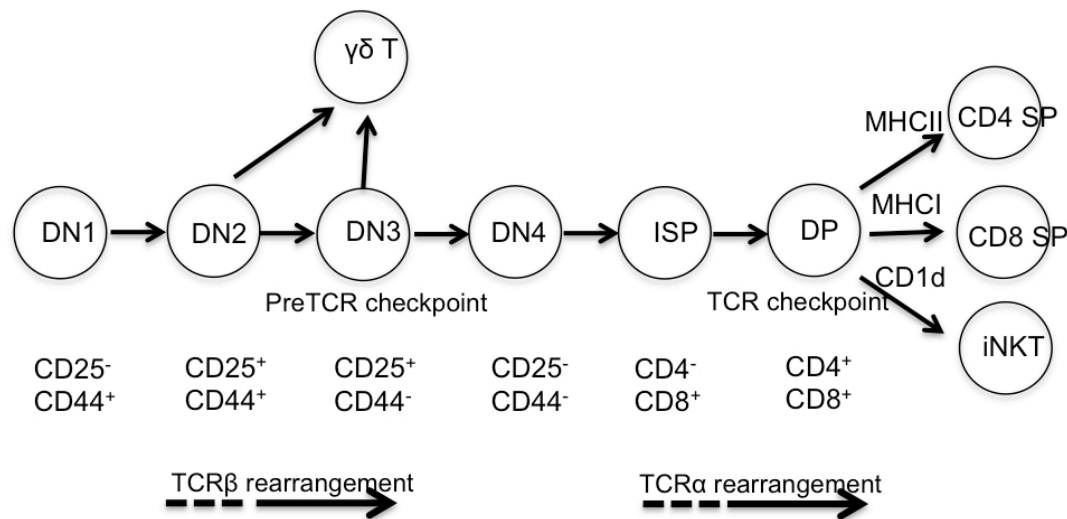 γδ T
MHCII
CD4 SP
DN1
DN2
DN3
DN4
ISP
DP
MHCI
CD8 SP
CD1d
iNKT
PreTCR checkpoint
TCR checkpoint
CD25⁻
CD44⁺
CD25⁺
CD44⁺
CD25⁺
CD44⁻
CD25⁻
CD44⁻
CD4⁻
CD8⁺
CD4⁺
CD8⁺
TCRβ rearrangement
TCRα rearrangement